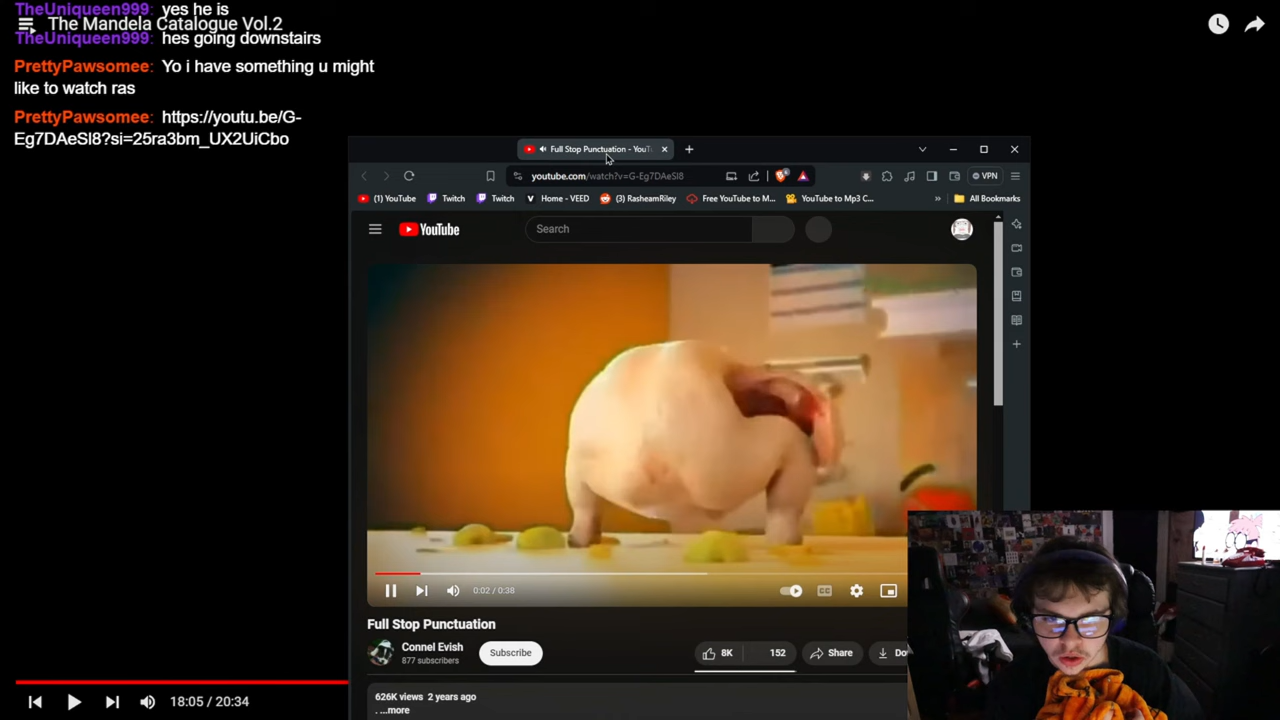 TheUniqueen999: yes he is
The Mandela Catalogue Vol.2
TheUniqueen999: hes going downstairs
PrettyPawsomee: Yo i have something u might
like to watch ras
PrettyPawsomee: https://youtu.be/G-
Eg7DAeSl8?si=25ra3bm_UX2UiCbo
Full Stop Punctuation - YouT
youtube.com/watch?v=G-Eg7DAeSl8
VPN
(1) YouTube
Twitch
Twitch
Home - VEED
(3) RasheamRiley
Free YouTube to M...
YouTube to Mp3 C...
»
All Bookmarks
YouTube
Search
0:02 / 0:38
CC
Full Stop Punctuation
Connel Evish
877 subscribers
Subscribe
8K
152
Share
Do
626K views 2 years ago
. ...more
18:05 / 20:34